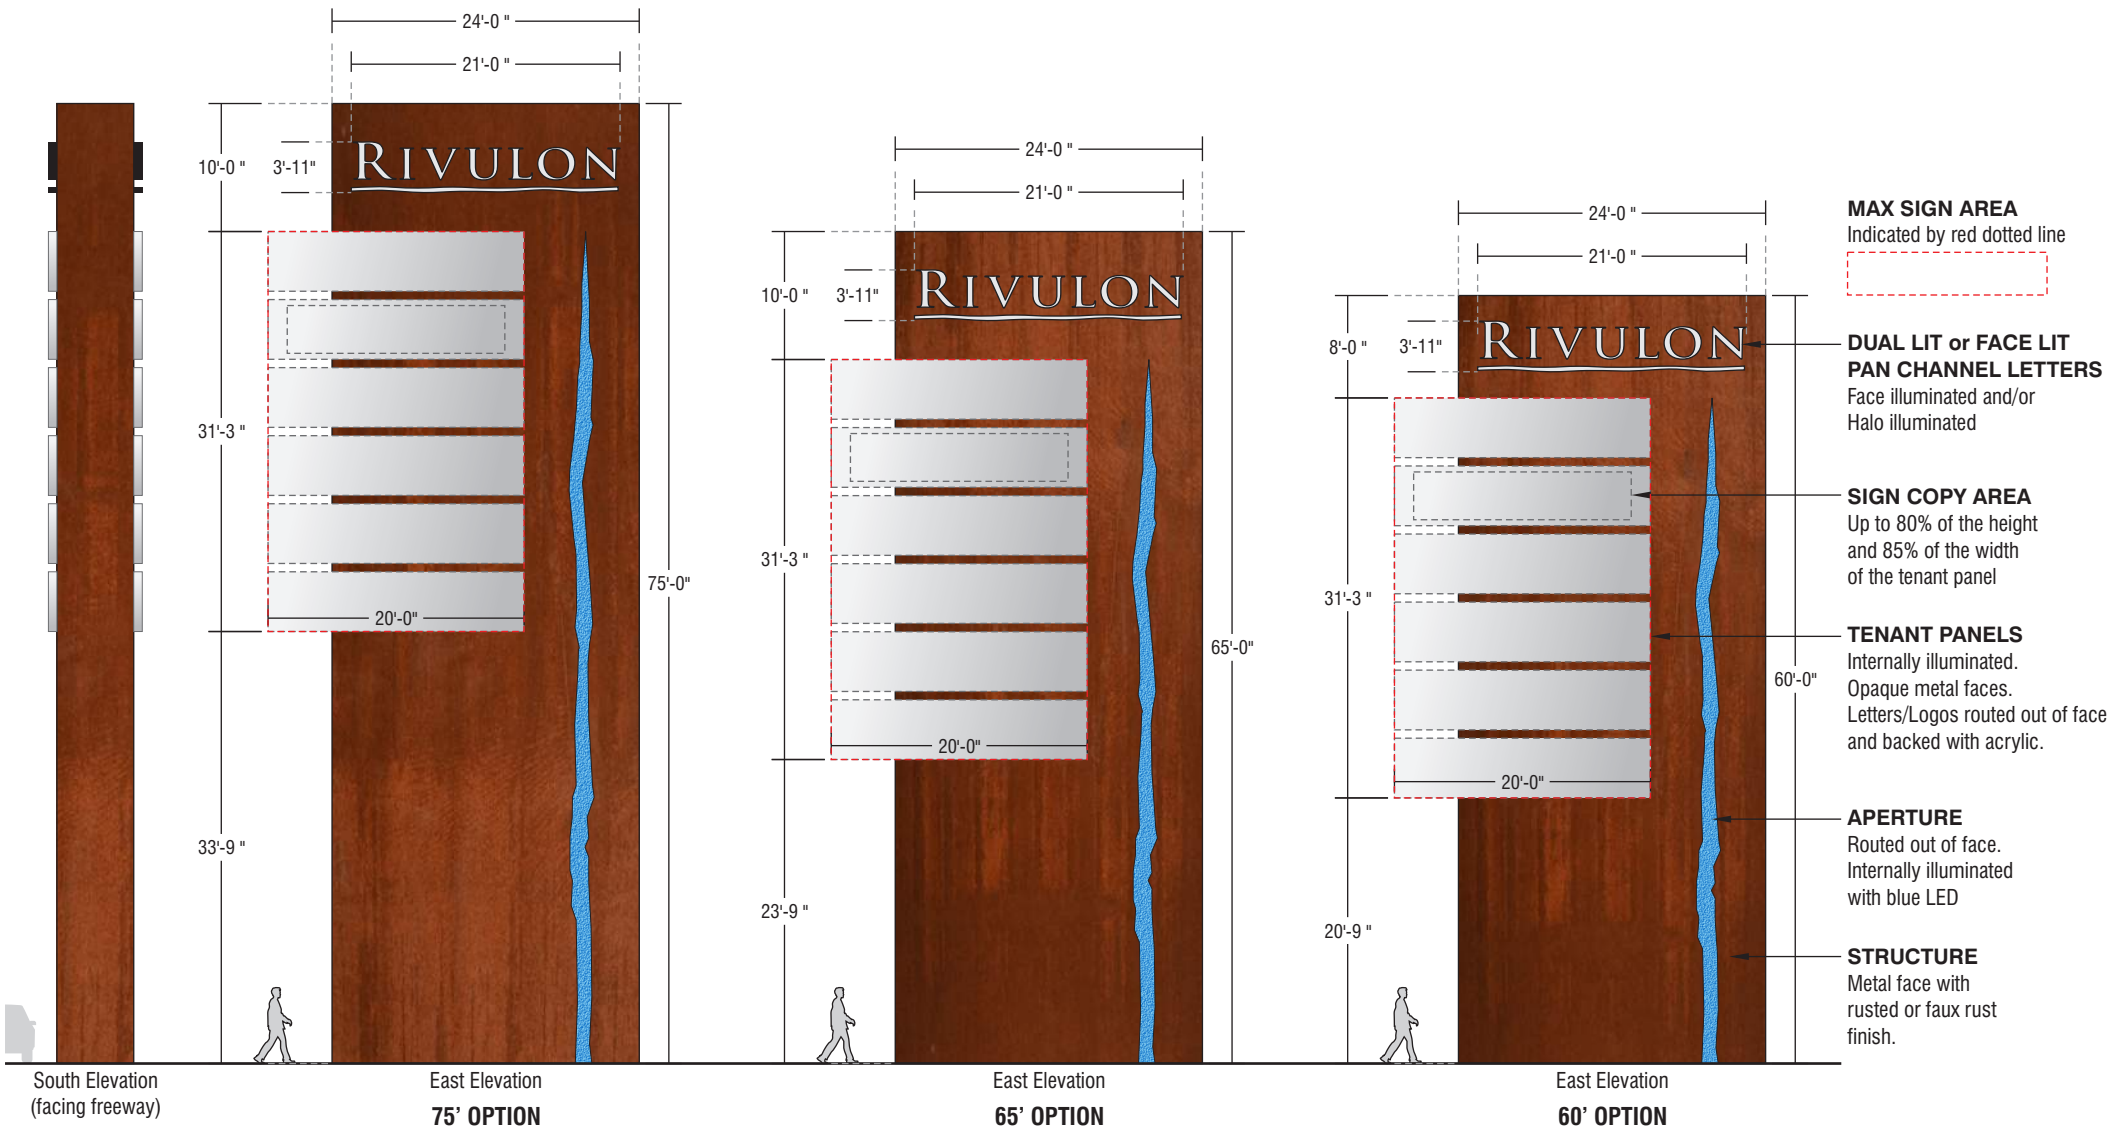 24'-0 "
21'-0 "
10'-0 "
3'-11"
RIVULON
31'-3 "
20'-0"
75'-0"
33'-9 "
South Elevation
(facing freeway)
East Elevation
75’ OPTION
24'-0 "
21'-0 "
10'-0 "
3'-11"
RIVULON
31'-3 "
20'-0"
65'-0"
23'-9 "
East Elevation
65’ OPTION
24'-0 "
21'-0 "
8'-0 "
3'-11"
RIVULON
31'-3 "
20'-0"
60'-0"
20'-9 "
East Elevation
60’ OPTION
MAX SIGN AREA
Indicated by red dotted line
DUAL LIT or FACE LIT
PAN CHANNEL LETTERS
Face illuminated and/or
Halo illuminated
SIGN COPY AREA
Up to 80% of the height
and 85% of the width
of the tenant panel
TENANT PANELS
Internally illuminated.
Opaque metal faces.
Letters/Logos routed out of face
and backed with acrylic.
APERTURE
Routed out of face.
Internally illuminated
with blue LED
STRUCTURE
Metal face with
rusted or faux rust
finish.